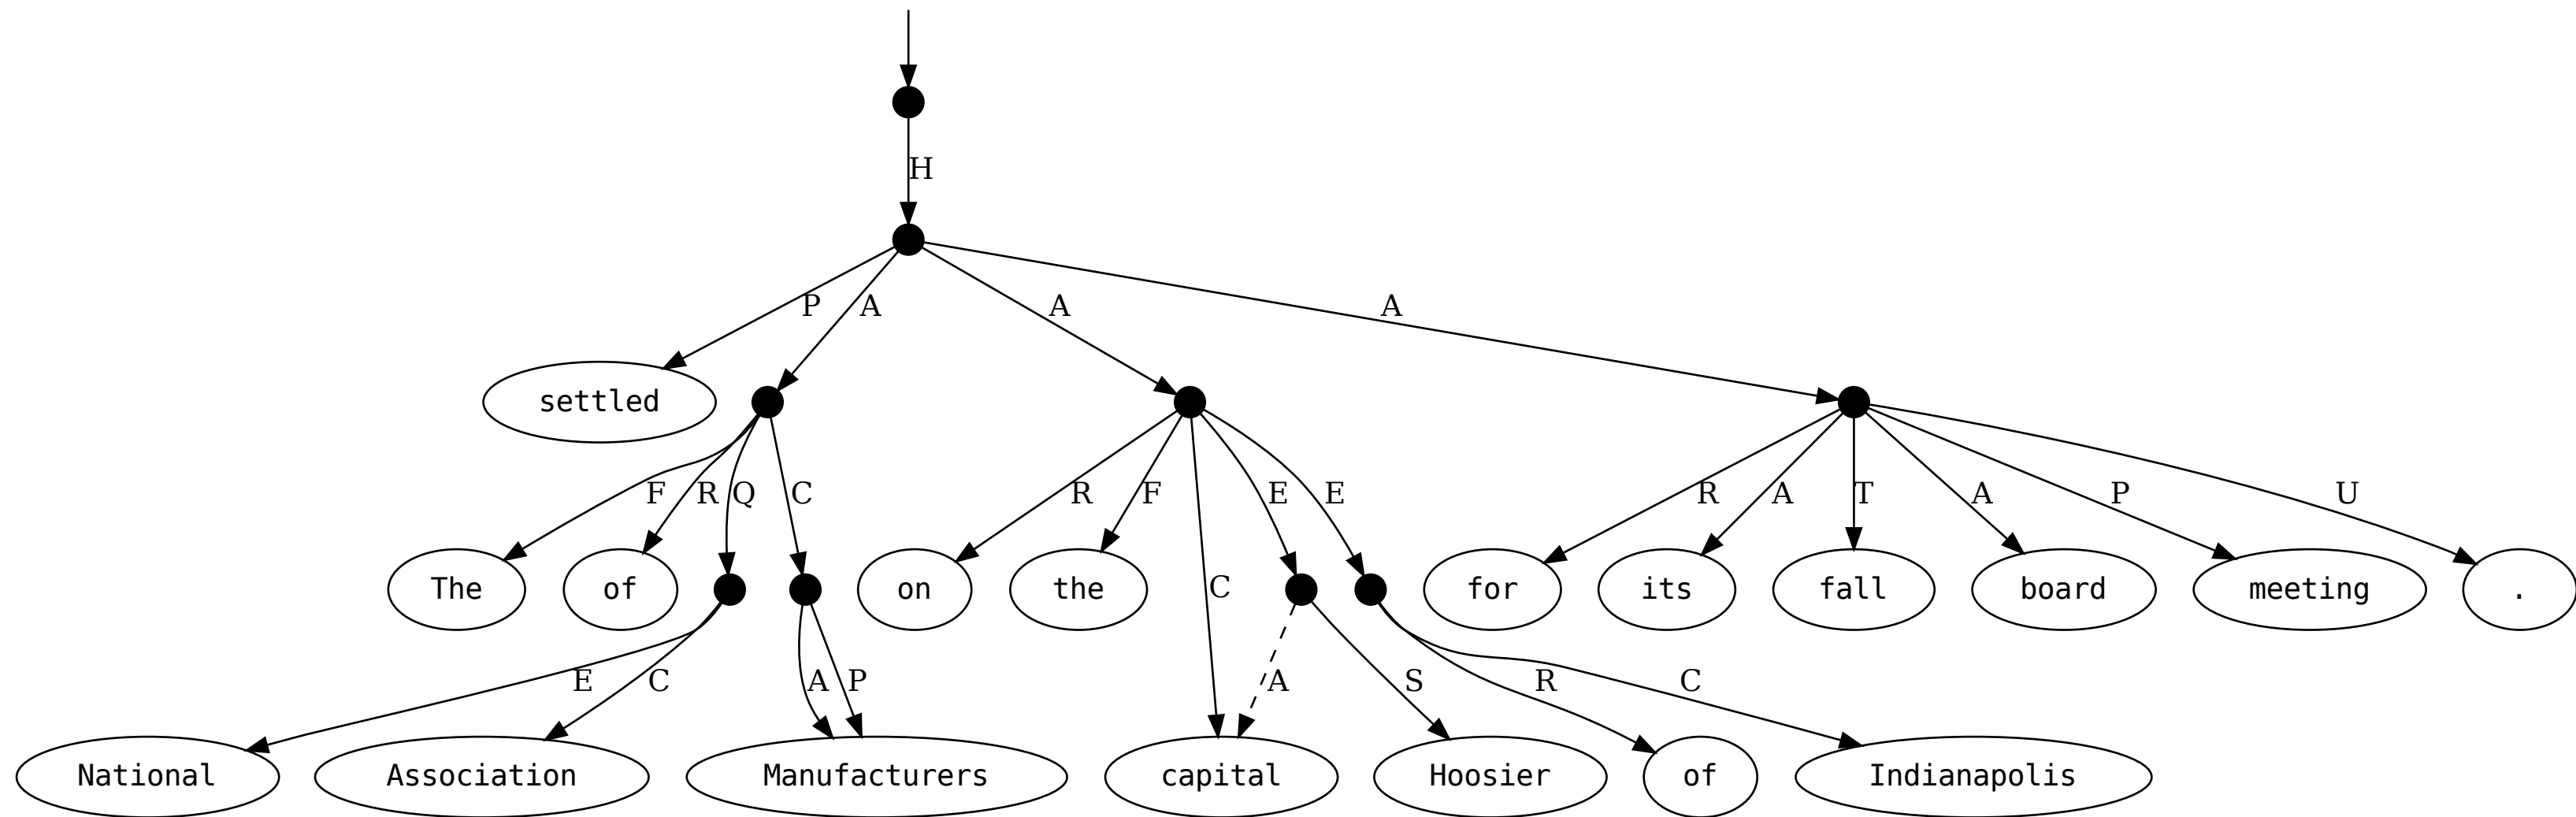 H
P A A A
settled
F R Q C R F C E E R A T A P U
The of on the for its fall board meeting .
E C A P A S R C
National Association Manufacturers capital Hoosier of Indianapolis